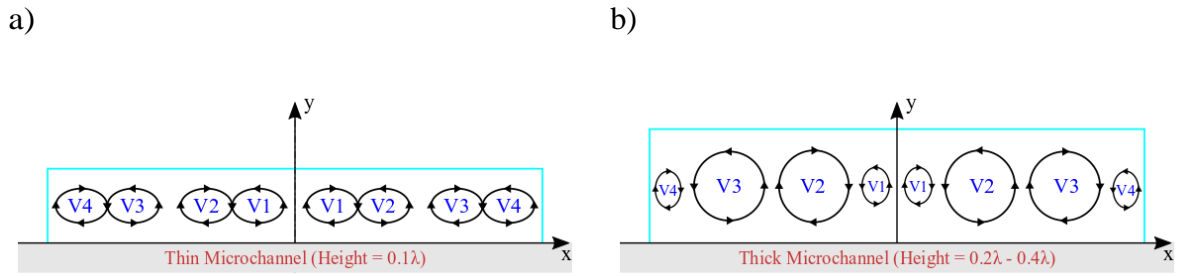 a)
b)
y
y
V4 V3 V2 V1 V1 V2 V3 V4
V4 V3 V2 V1 V1 V2 V3 V4
x
x
Thin Microchannel (Height = 0.1λ)
Thick Microchannel (Height = 0.2λ - 0.4λ)